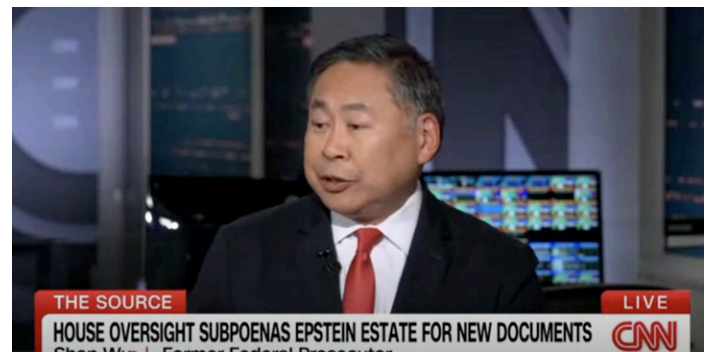 THE SOURCE
LIVE
HOUSE OVERSIGHT SUBPOENAS EPSTEIN ESTATE FOR NEW DOCUMENTS
CNN
Former Federal Prosecutor